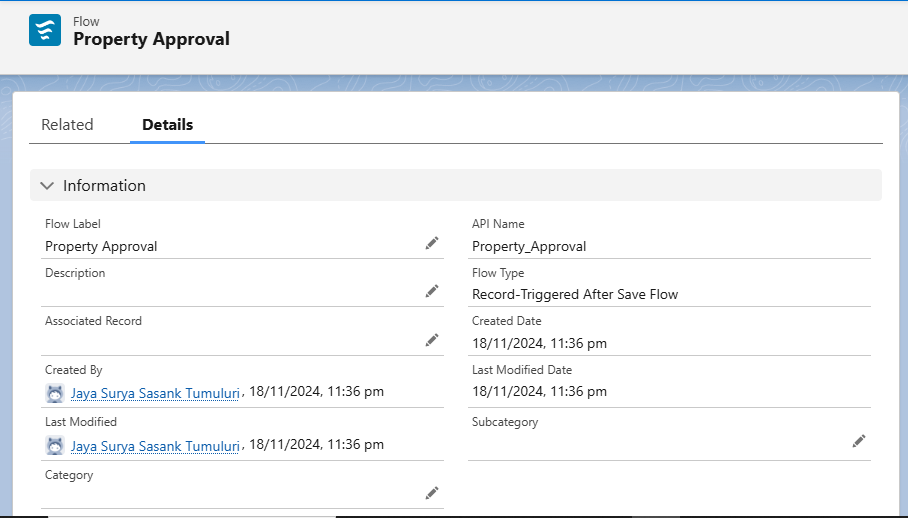 Flow
Property Approval
Related
Details
Information
Flow Label
Property Approval
API Name
Property_Approval
Description
Flow Type
Record-Triggered After Save Flow
Associated Record
Created Date
18/11/2024, 11:36 pm
Created By
Jaya Surya Sasank Tumuluri, 18/11/2024, 11:36 pm
Last Modified Date
18/11/2024, 11:36 pm
Last Modified
Jaya Surya Sasank Tumuluri, 18/11/2024, 11:36 pm
Subcategory
Category